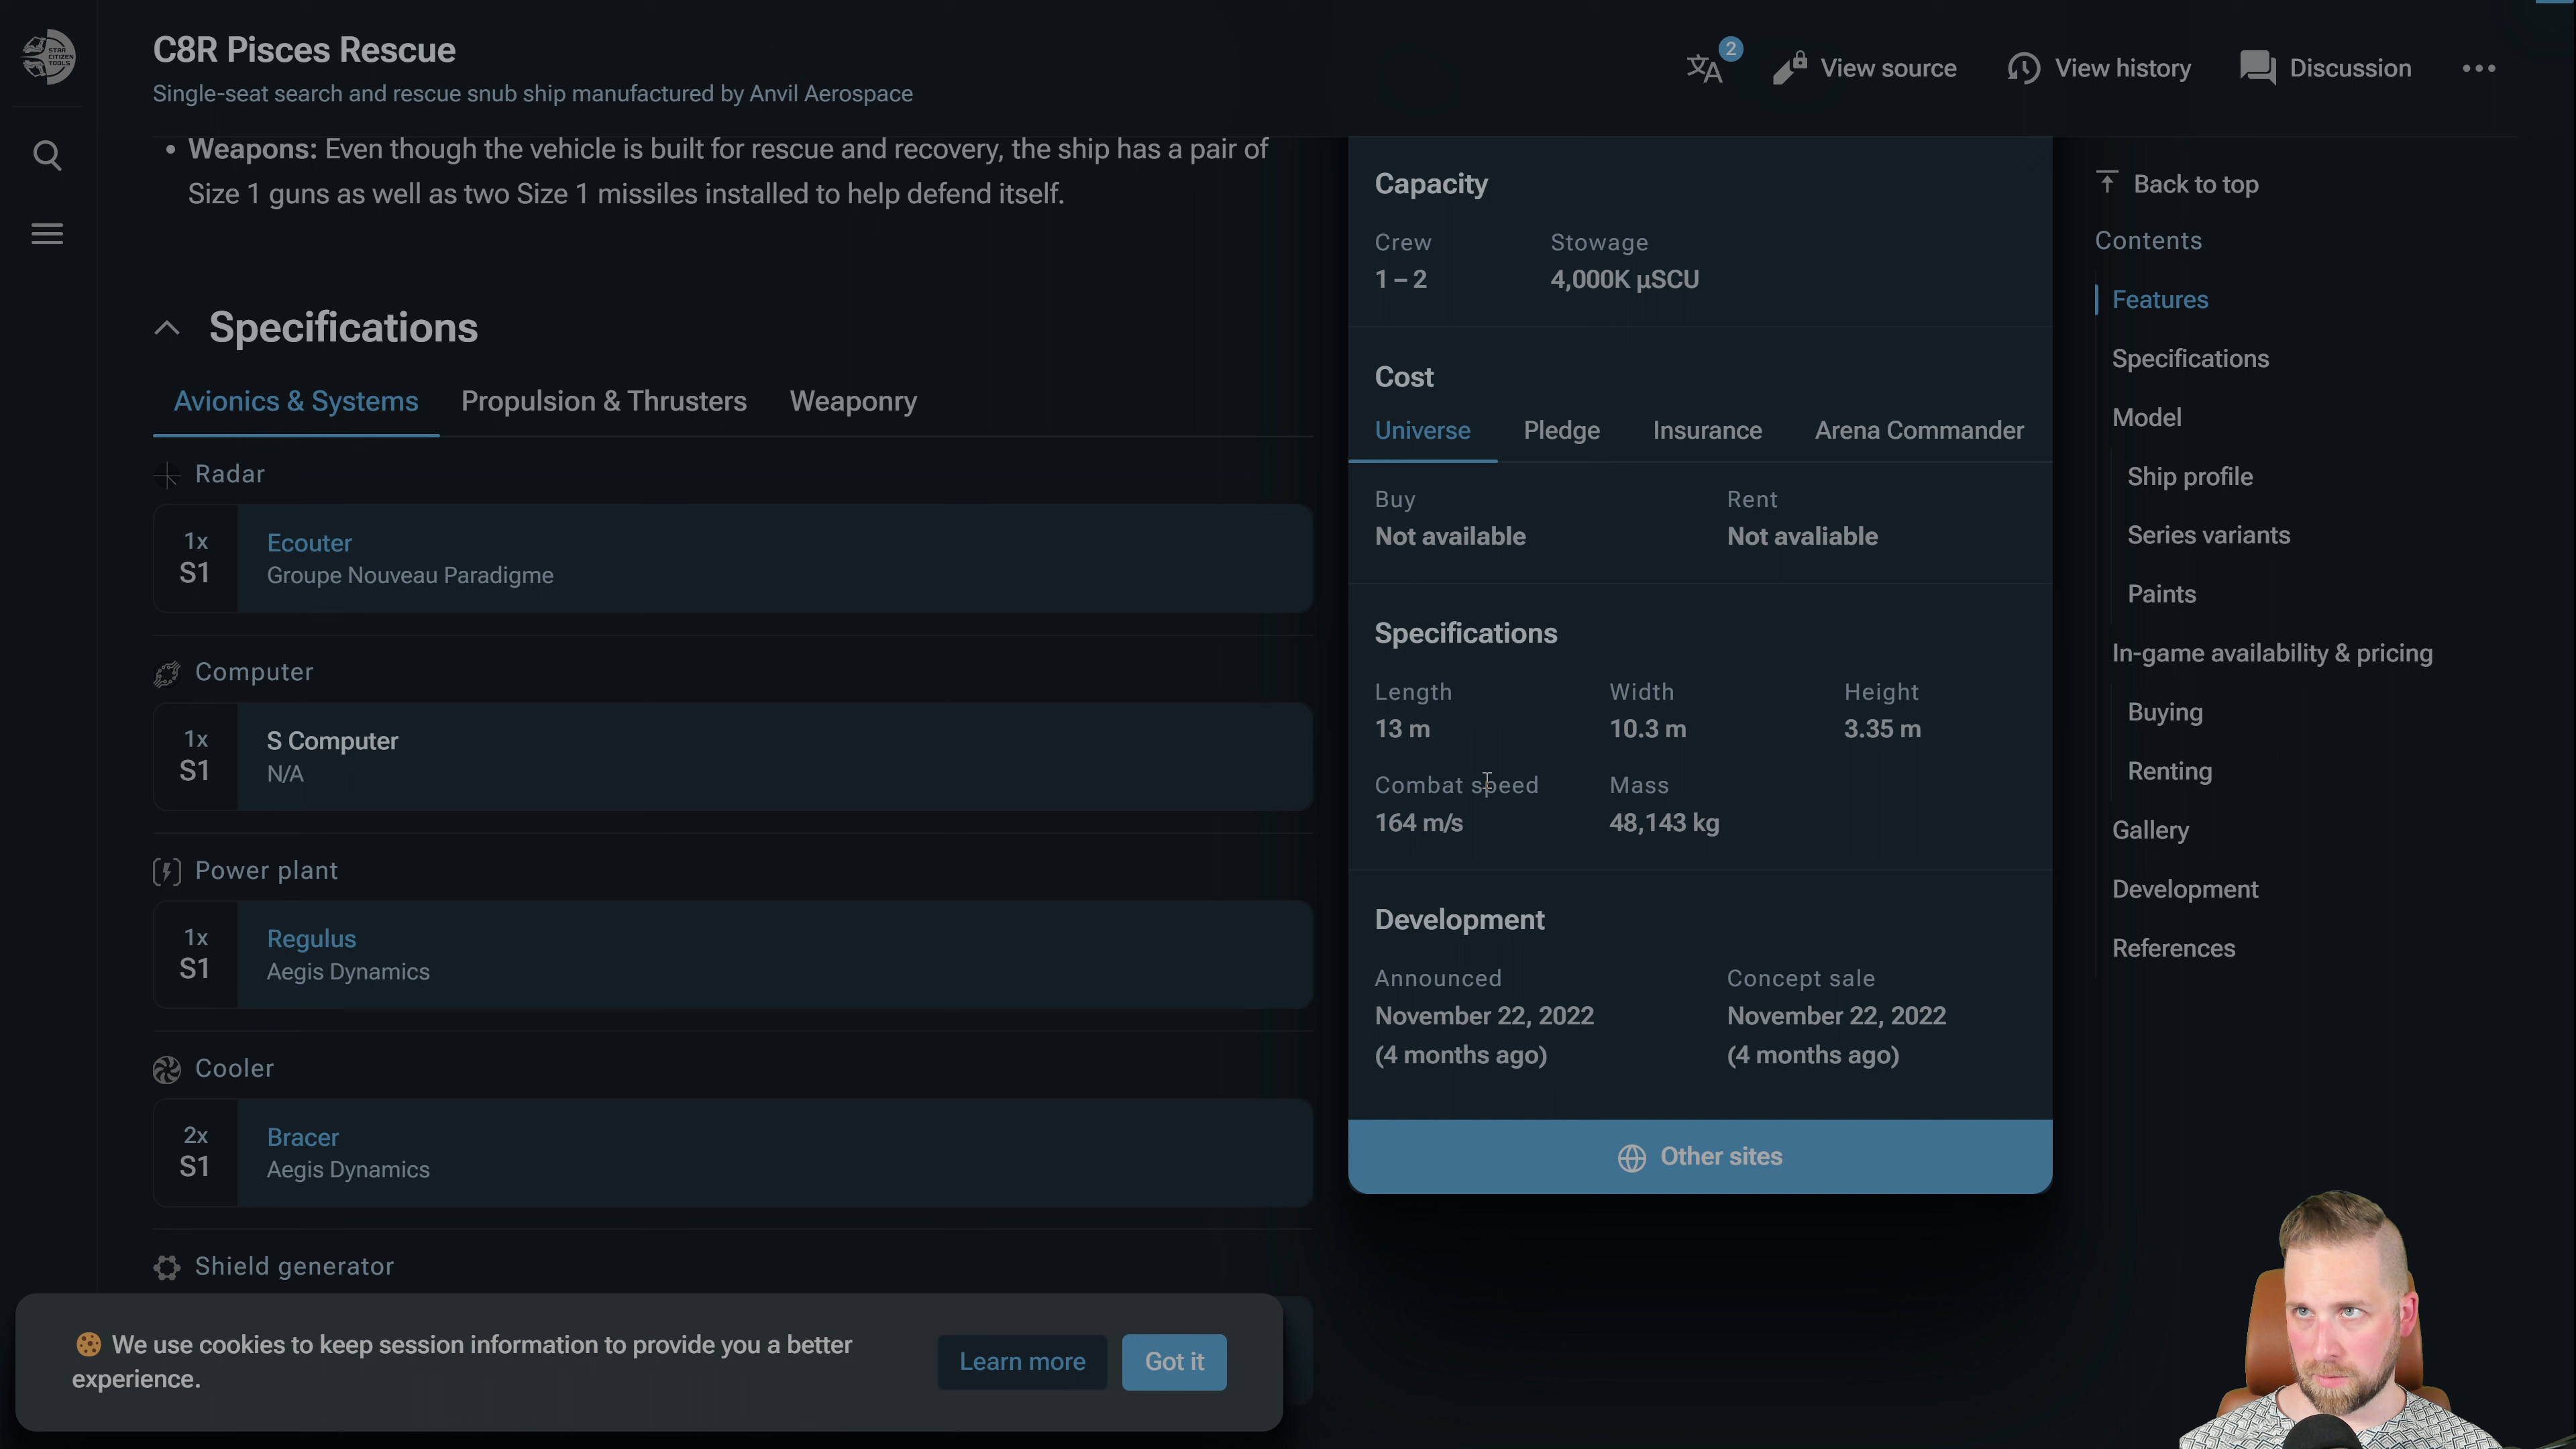 STAR
CITIZEN
TOOLS
C8R Pisces Rescue
Single-seat search and rescue snub ship manufactured by Anvil Aerospace
2
View source
View history
Discussion
• Weapons: Even though the vehicle is built for rescue and recovery, the ship has a pair of
Size 1 guns as well as two Size 1 missiles installed to help defend itself.
Specifications
Avionics & Systems
Propulsion & Thrusters
Weaponry
Radar
1x
S1
Ecouter
Groupe Nouveau Paradigme
Computer
1x
S1
S Computer
N/A
Power plant
1x
S1
Regulus
Aegis Dynamics
Cooler
2x
S1
Bracer
Aegis Dynamics
Shield generator
🍪 We use cookies to keep session information to provide you a better
experience.
Learn more
Got it
Capacity
Crew
1 – 2
Stowage
4,000K µSCU
Cost
Universe
Pledge
Insurance
Arena Commander
Buy
Not available
Rent
Not avaliable
Specifications
Length
13 m
Width
10.3 m
Height
3.35 m
Combat speed
164 m/s
Mass
48,143 kg
Development
Announced
November 22, 2022
(4 months ago)
Concept sale
November 22, 2022
(4 months ago)
Other sites
Back to top
Contents
Features
Specifications
Model
Ship profile
Series variants
Paints
In-game availability & pricing
Buying
Renting
Gallery
Development
References